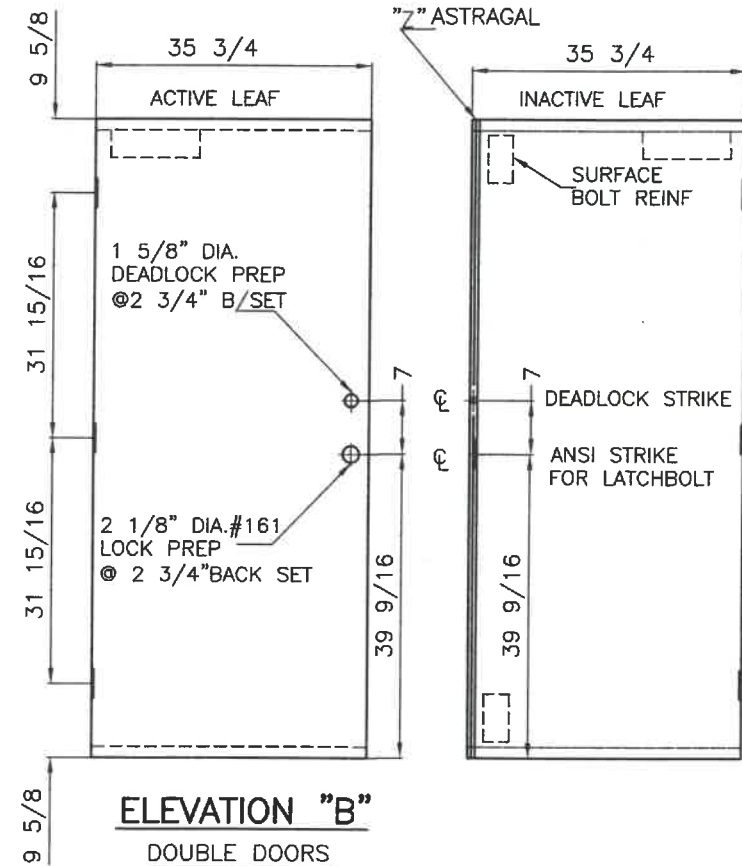 "Z" ASTRAGAL
9 5/8
35 3/4
35 3/4
ACTIVE LEAF
INACTIVE LEAF
SURFACE
BOLT REINF
1 5/8" DIA.
DEADLOCK PREP
@2 3/4" B/SET
31 15/16
7
℄
7
DEADLOCK STRIKE
℄
ANSI STRIKE
FOR LATCHBOLT
2 1/8" DIA.#161
LOCK PREP
@ 2 3/4"BACK SET
31 15/16
39 9/16
39 9/16
9 5/8
ELEVATION "B"
DOUBLE DOORS